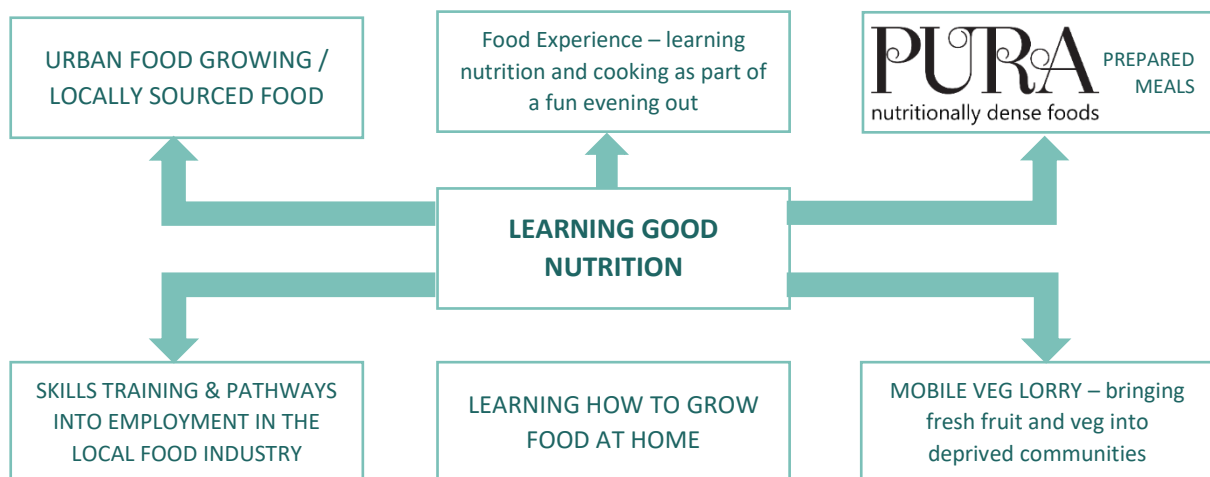 URBAN FOOD GROWING /
LOCALLY SOURCED FOOD
Food Experience – learning
nutrition and cooking as part of
a fun evening out
PURA
nutritionally dense foods
PREPARED
MEALS
LEARNING GOOD
NUTRITION
SKILLS TRAINING & PATHWAYS
INTO EMPLOYMENT IN THE
LOCAL FOOD INDUSTRY
LEARNING HOW TO GROW
FOOD AT HOME
MOBILE VEG LORRY – bringing
fresh fruit and veg into
deprived communities